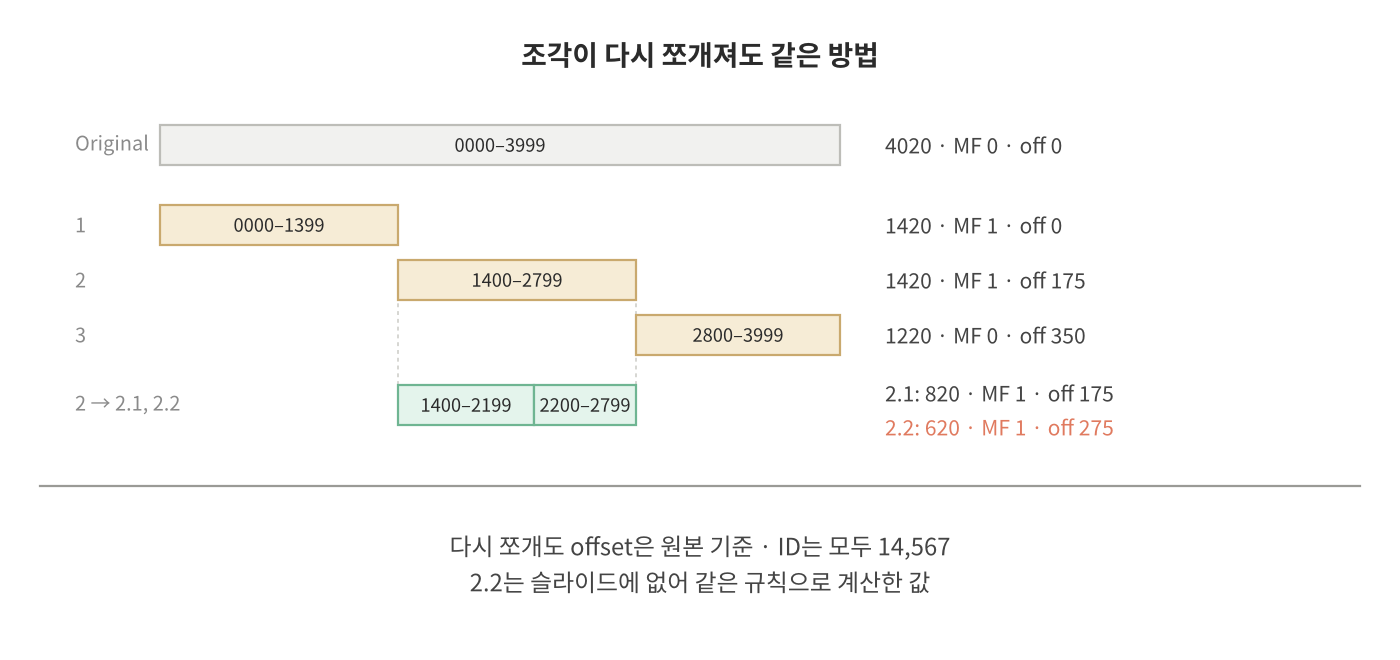 조각이 다시 쪼개져도 같은 방법
Original 0000–3999 4020 · MF 0 · off 0
1 0000–1399 1420 · MF 1 · off 0
2 1400–2799 1420 · MF 1 · off 175
3 2800–3999 1220 · MF 0 · off 350
2 → 2.1, 2.2 1400–2199 2200–2799 2.1: 820 · MF 1 · off 175
2.2: 620 · MF 1 · off 275
다시 쪼개도 offset은 원본 기준 · ID는 모두 14,567
2.2는 슬라이드에 없어 같은 규칙으로 계산한 값